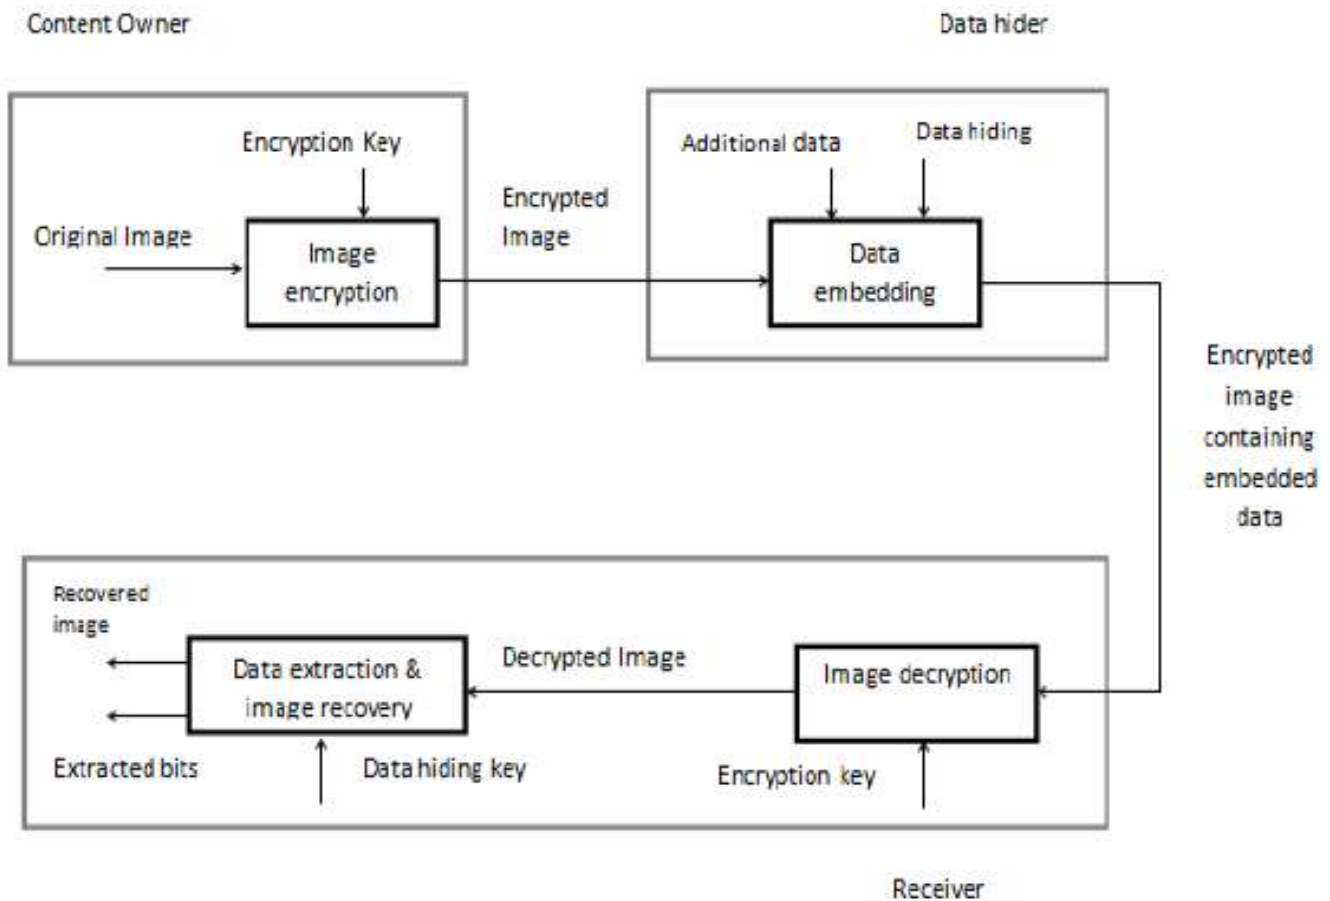 Content Owner
Data hider
Encryption Key
Original Image
Image
encryption
Encrypted
Image
Additional data
Data hiding
Data
embedding
Encrypted
image
containing
embedded
data
Recovered
image
Data extraction &
image recovery
Extracted bits
Data hiding key
Decrypted Image
Image decryption
Encryption key
Receiver